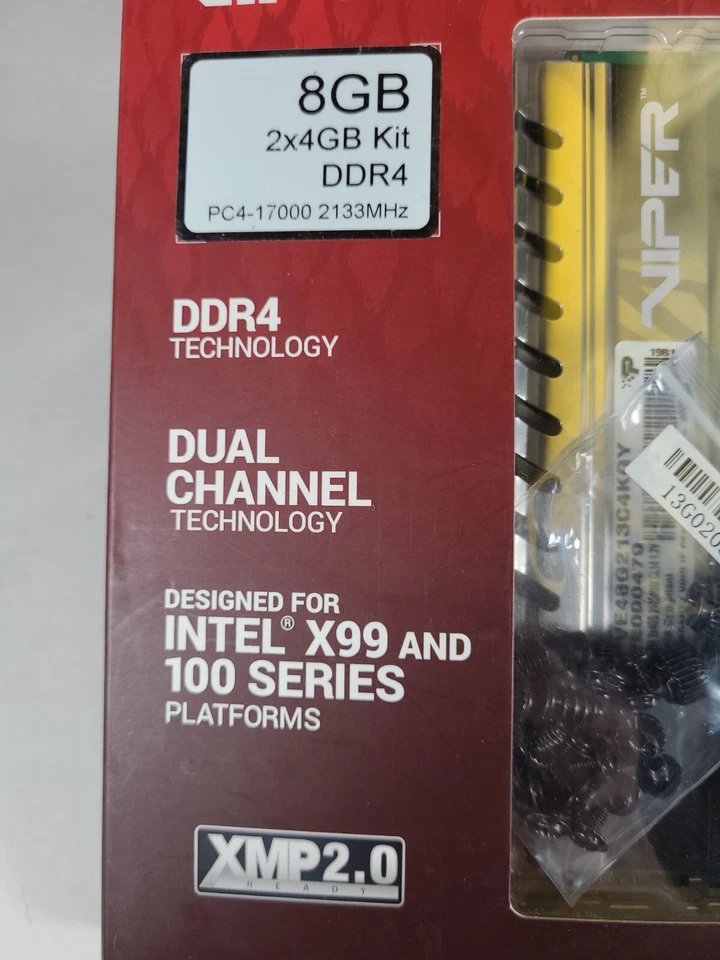 8GB
2x4GB Kit
DDR4
PC4-17000 2133MHz
DDR4
TECHNOLOGY
DUAL
CHANNEL
TECHNOLOGY
DESIGNED FOR
INTEL® X99 AND
100 SERIES
PLATFORMS
XMP2.0
READY
VIPER™